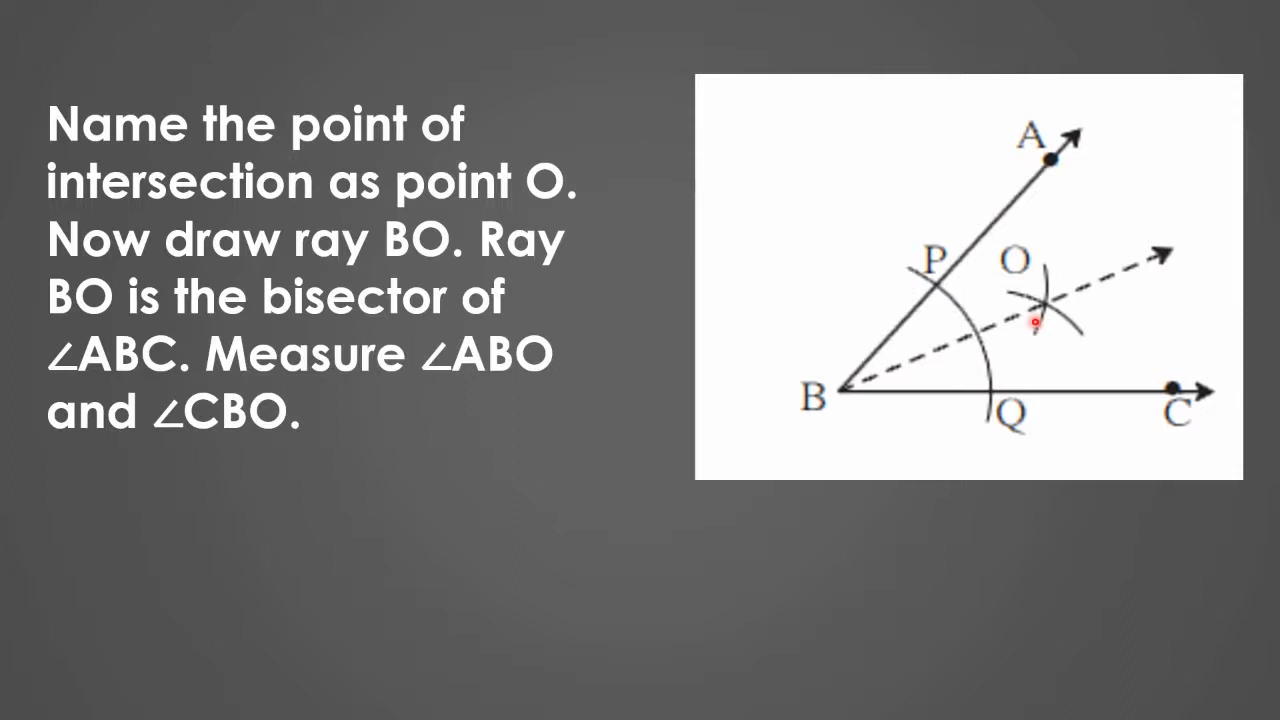 Name the point of
intersection as point O.
Now draw ray BO. Ray
BO is the bisector of
∠ABC. Measure ∠ABO
and ∠CBO.
A
P
O
B
Q
C